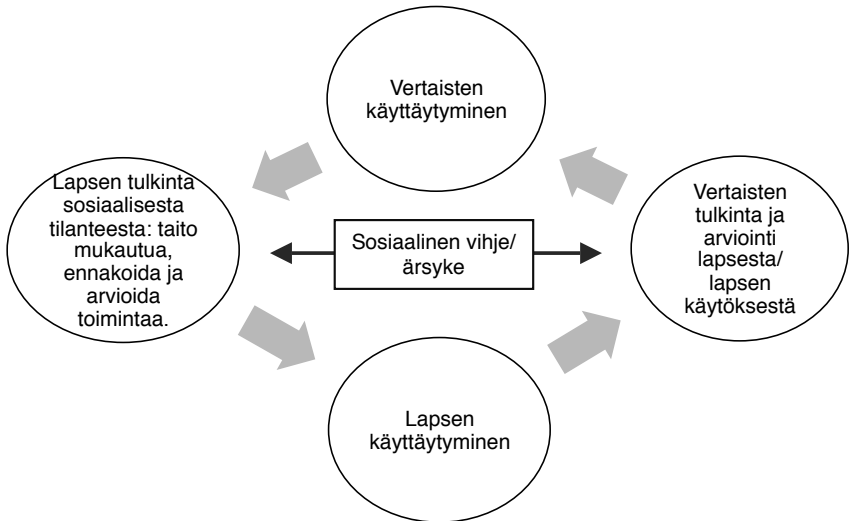 Vertaisten
käyttäytyminen
Lapsen tulkinta
sosiaalisesta
tilanteesta: taito
mukautua,
ennakoida ja
arvioida
toimintaa.
Sosiaalinen vihje/
ärsyke
Vertaisten
tulkinta ja
arviointi
lapsesta/
lapsen
käytöksestä
Lapsen
käyttäytyminen